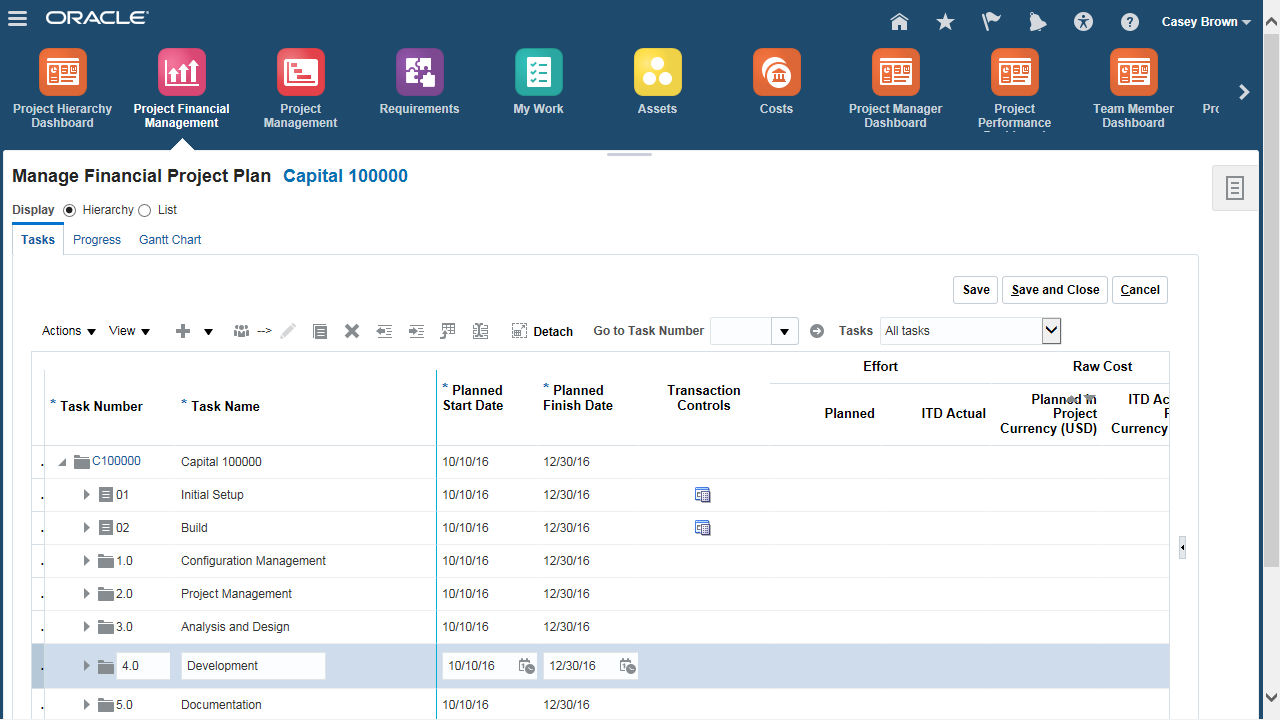 ORACLE
Casey Brown
Project Hierarchy
Dashboard
Project Financial
Management
Project
Management
Requirements
My Work
Assets
Costs
Project Manager
Dashboard
Project
Performance
Team Member
Dashboard
Pro
Manage Financial Project Plan Capital 100000
Display Hierarchy List
Tasks Progress Gantt Chart
Save Save and Close Cancel
Actions View --> Detach Go to Task Number Tasks All tasks
Effort Raw Cost
* Task Number * Task Name * Planned Start Date * Planned Finish Date Transaction Controls Planned ITD Actual Planned in Project Currency (USD) ITD Ac P Currency
C100000 Capital 100000 10/10/16 12/30/16
01 Initial Setup 10/10/16 12/30/16
02 Build 10/10/16 12/30/16
1.0 Configuration Management 10/10/16 12/30/16
2.0 Project Management 10/10/16 12/30/16
3.0 Analysis and Design 10/10/16 12/30/16
4.0 Development 10/10/16 12/30/16
5.0 Documentation 10/10/16 12/30/16